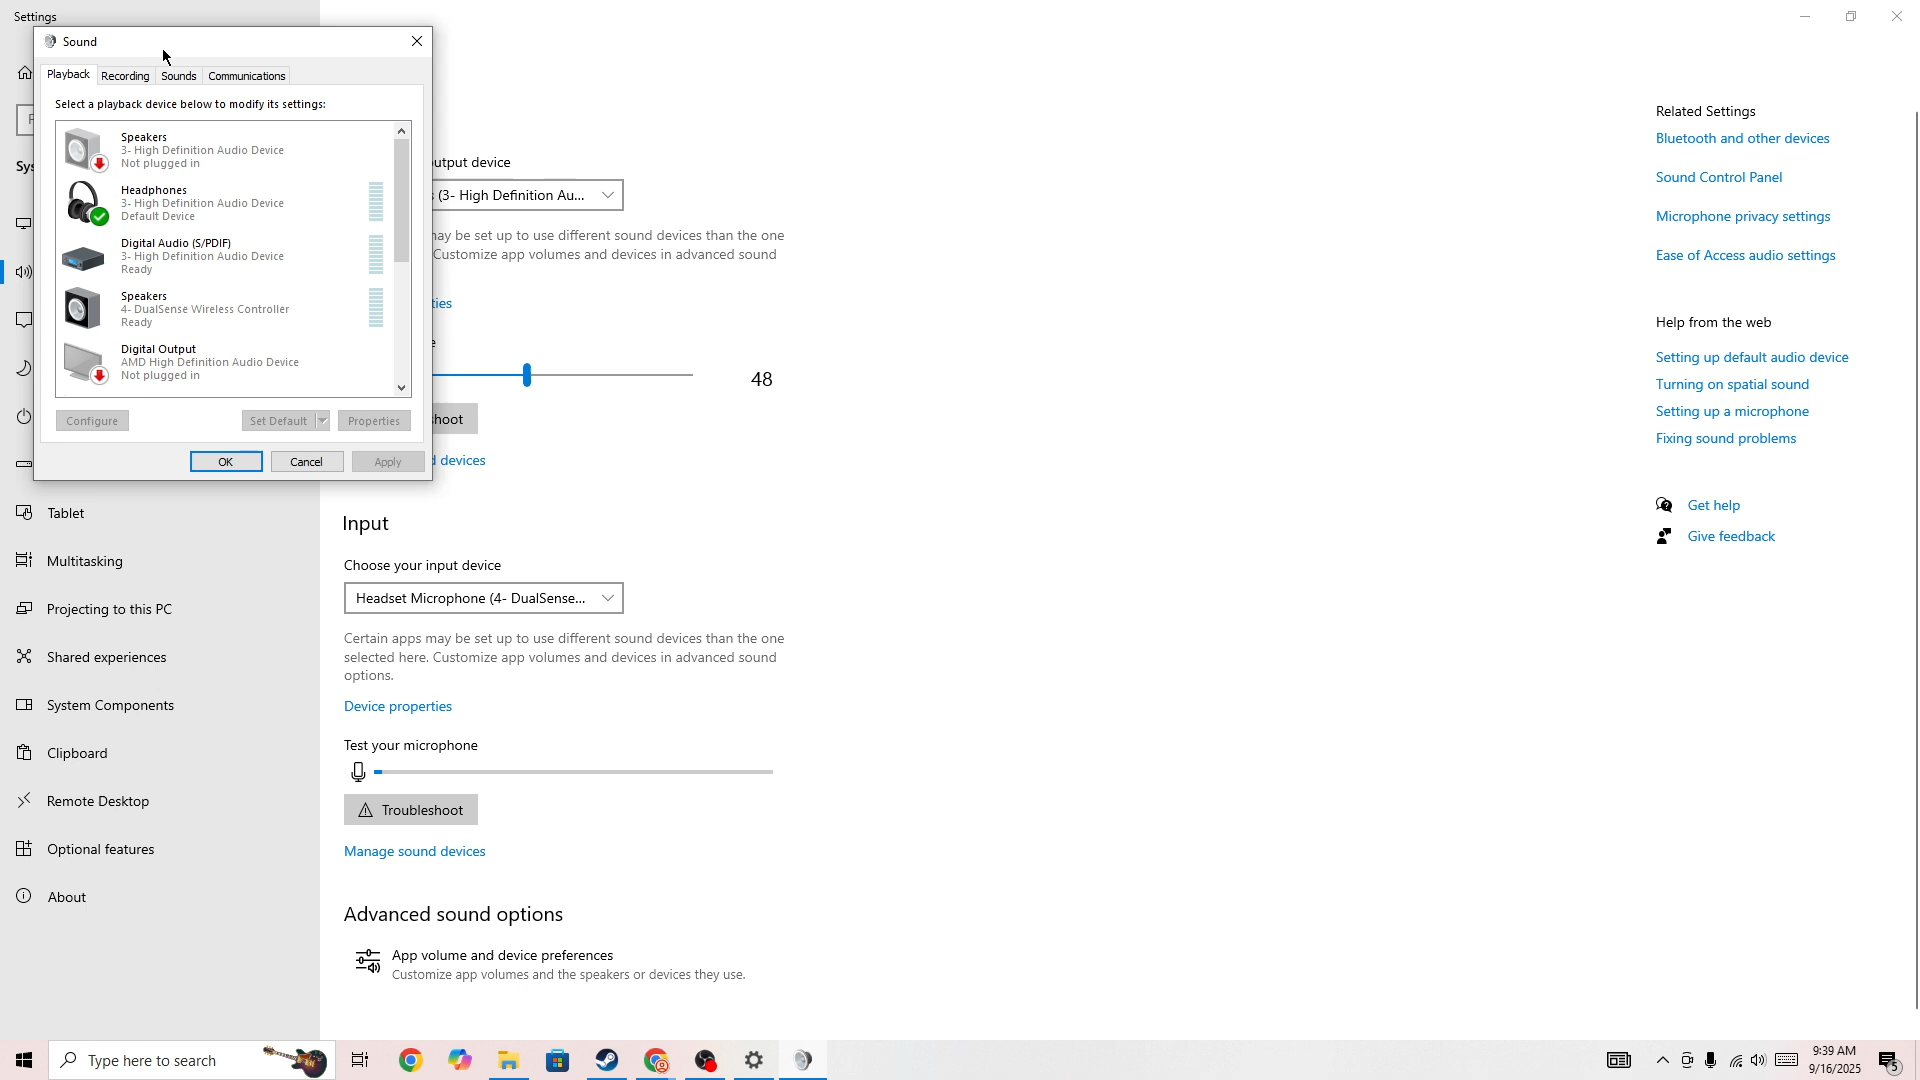 Settings
Sound
Playback
Recording
Sounds
Communications
Select a playback device below to modify its settings:
Speakers
3- High Definition Audio Device
Not plugged in
Headphones
3- High Definition Audio Device
Default Device
Digital Audio (S/PDIF)
3- High Definition Audio Device
Ready
Speakers
4- DualSense Wireless Controller
Ready
Digital Output
AMD High Definition Audio Device
Not plugged in
Configure
Set Default
Properties
OK
Cancel
Apply
F
Sys
Tablet
Multitasking
Projecting to this PC
Shared experiences
System Components
Clipboard
Remote Desktop
Optional features
About
utput device
(3- High Definition Au...
may be set up to use different sound devices than the one
Customize app volumes and devices in advanced sound
ties
e
48
hoot
d devices
Input
Choose your input device
Headset Microphone (4- DualSense...
Certain apps may be set up to use different sound devices than the one
selected here. Customize app volumes and devices in advanced sound
options.
Device properties
Test your microphone
Troubleshoot
Manage sound devices
Advanced sound options
App volume and device preferences
Customize app volumes and the speakers or devices they use.
Related Settings
Bluetooth and other devices
Sound Control Panel
Microphone privacy settings
Ease of Access audio settings
Help from the web
Setting up default audio device
Turning on spatial sound
Setting up a microphone
Fixing sound problems
Get help
Give feedback
Type here to search
9:39 AM
9/16/2025
5